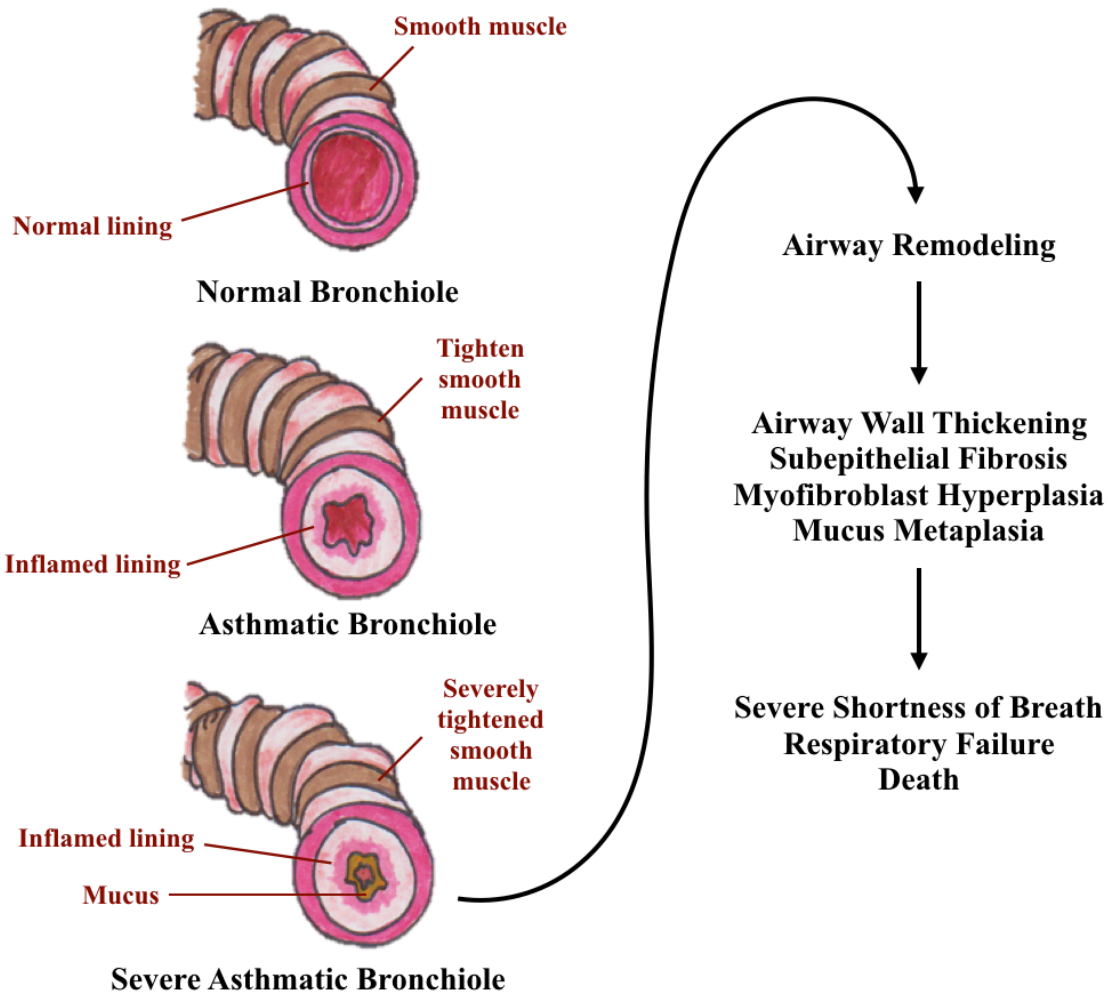 Smooth muscle
Normal lining
Normal Bronchiole
Tighten
smooth
muscle
Inflamed lining
Asthmatic Bronchiole
Severely
tightened
smooth
muscle
Inflamed lining
Mucus
Severe Asthmatic Bronchiole
Airway Remodeling
Airway Wall Thickening
Subepithelial Fibrosis
Myofibroblast Hyperplasia
Mucus Metaplasia
Severe Shortness of Breath
Respiratory Failure
Death